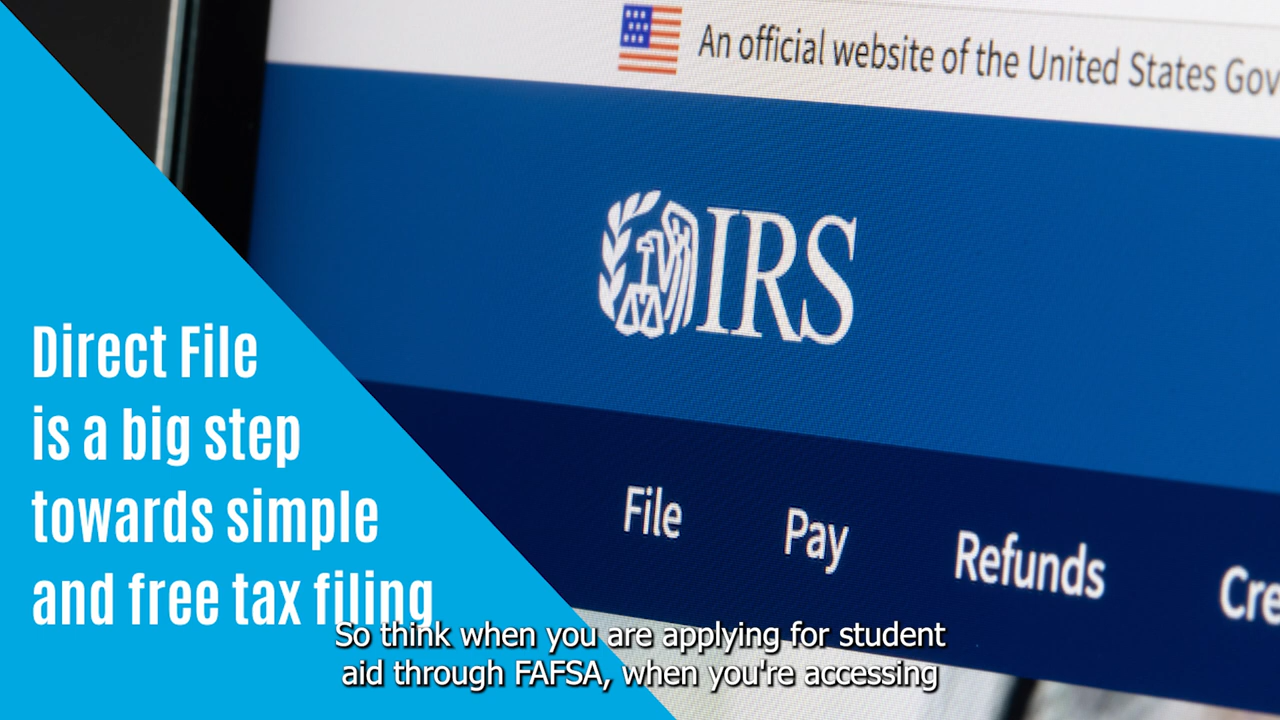 An official website of the United States Gov
IRS
File Pay Refunds Cre
Direct File
is a big step
towards simple
and free tax filing
So think when you are applying for student
aid through FAFSA, when you're accessing